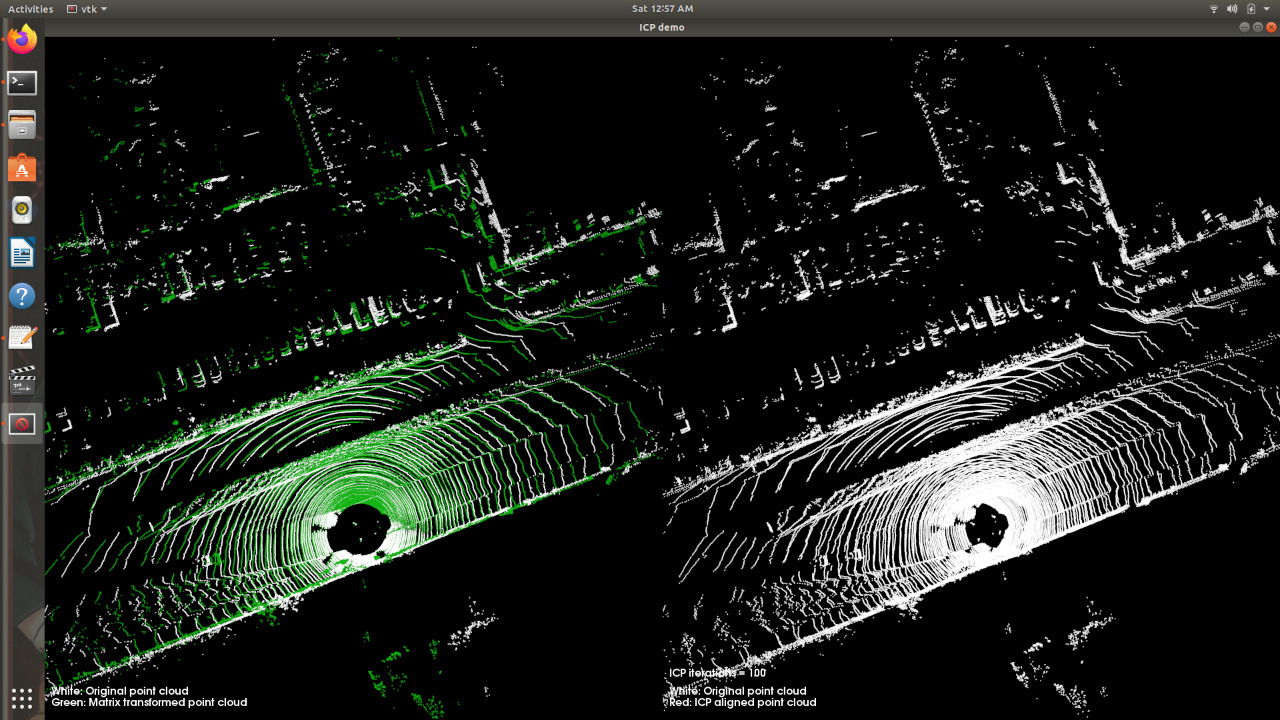 Activities
vtk
Sat 12:57 AM
ICP demo
White: Original point cloud
Green: Matrix transformed point cloud
ICP iterations = 100
White: Original point cloud
Red: ICP aligned point cloud